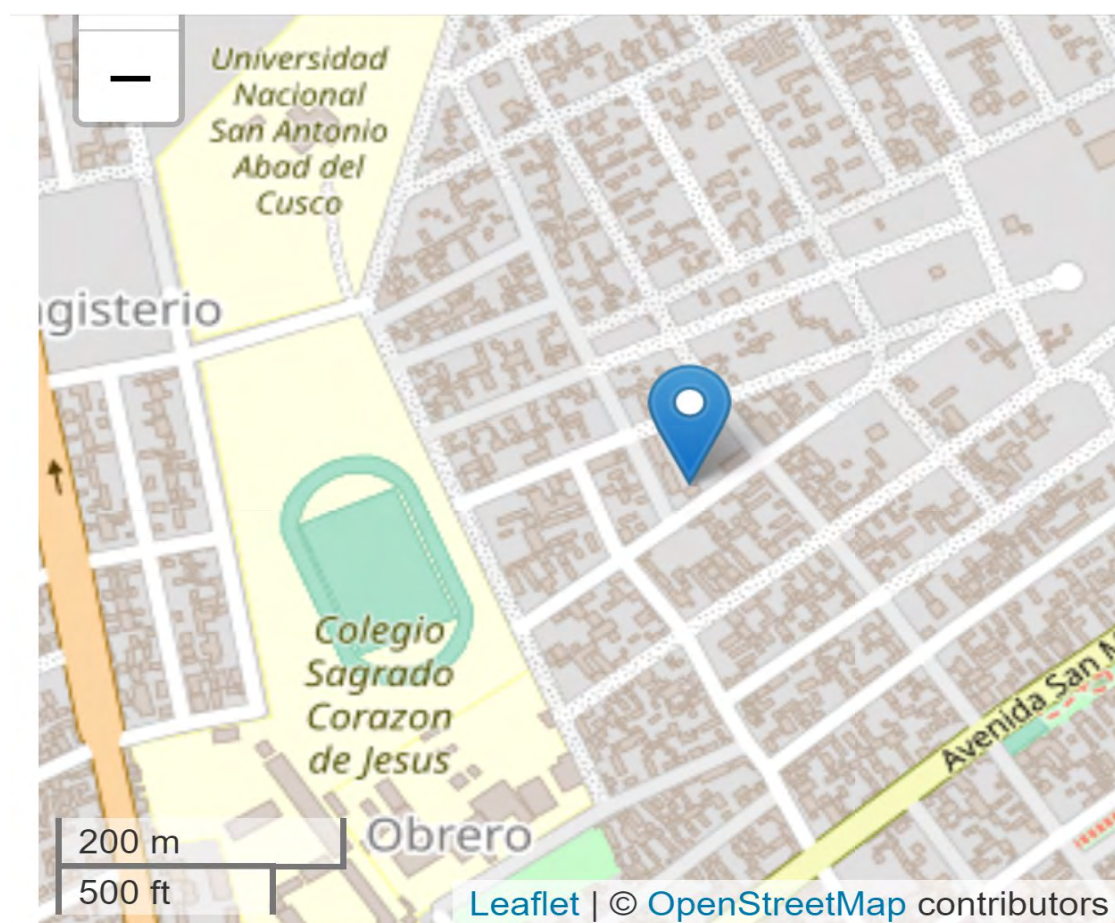 Universidad
Nacional
San Antonio
Abad del
Cusco
gisterio
Colegio
Sagrado
Corazon
de Jesus
Avenida San M
Obrero
200 m
500 ft
Leaflet | © OpenStreetMap contributors